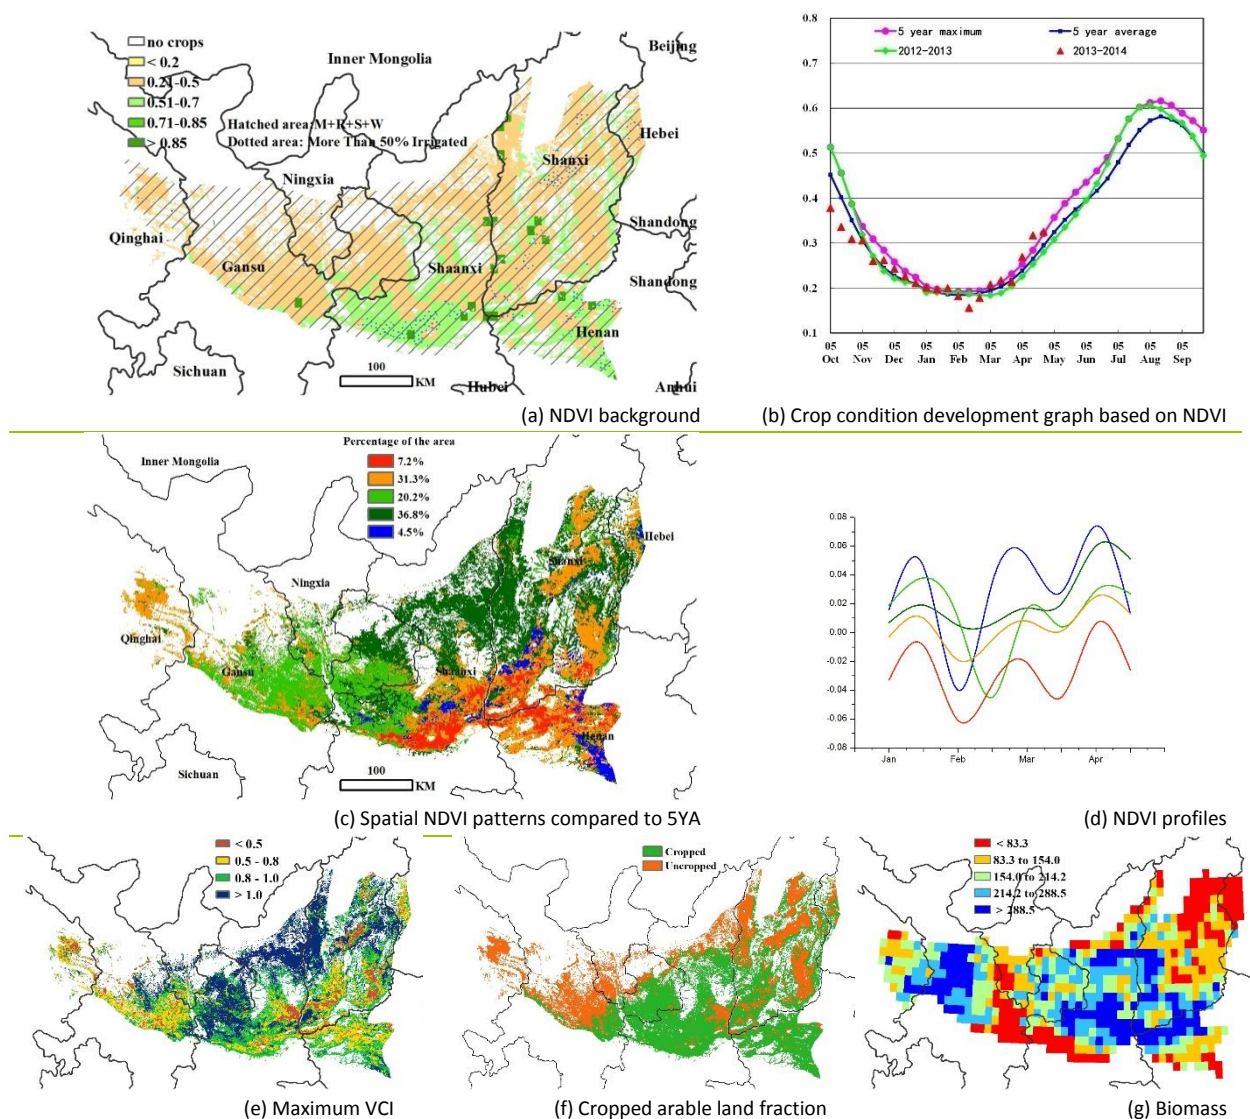 no crops
< 0.2
0.21-0.5
0.51-0.7
0.71-0.85
> 0.85
Hatched area:M+R+S+W
Dotted area: More Than 50% Irrigated
Inner Mongolia
Beijing
Hebei
Shanxi
Ningxia
Shandong
Qinghai
Gansu
Shaanxi
Shandong
Henan
Sichuan
100
KM
Hubei
Anhui
(a) NDVI background
0.8
0.7
0.6
0.5
0.4
0.3
0.2
0.1
5 year maximum
5 year average
2012-2013
2013-2014
05 05 05 05 05 05 05 05 05 05 05 05
Oct Nov Dec Jan Feb Mar Apr May Jun Jul Aug Sep
(b) Crop condition development graph based on NDVI
Percentage of the area
7.2%
31.3%
20.2%
36.8%
4.5%
Inner Mongolia
Hebei
Shanxi
Ningxia
Qinghai
Gansu
Shaanxi
Henan
Sichuan
100
KM
(c) Spatial NDVI patterns compared to 5YA
0.08
0.06
0.04
0.02
0.00
-0.02
-0.04
-0.06
-0.08
Jan Feb Mar Apr
(d) NDVI profiles
< 0.5
0.5 - 0.8
0.8 - 1.0
> 1.0
(e) Maximum VCI
Cropped
Uncropped
(f) Cropped arable land fraction
< 83.3
83.3 to 154.0
154.0 to 214.2
214.2 to 288.5
> 288.5
(g) Biomass